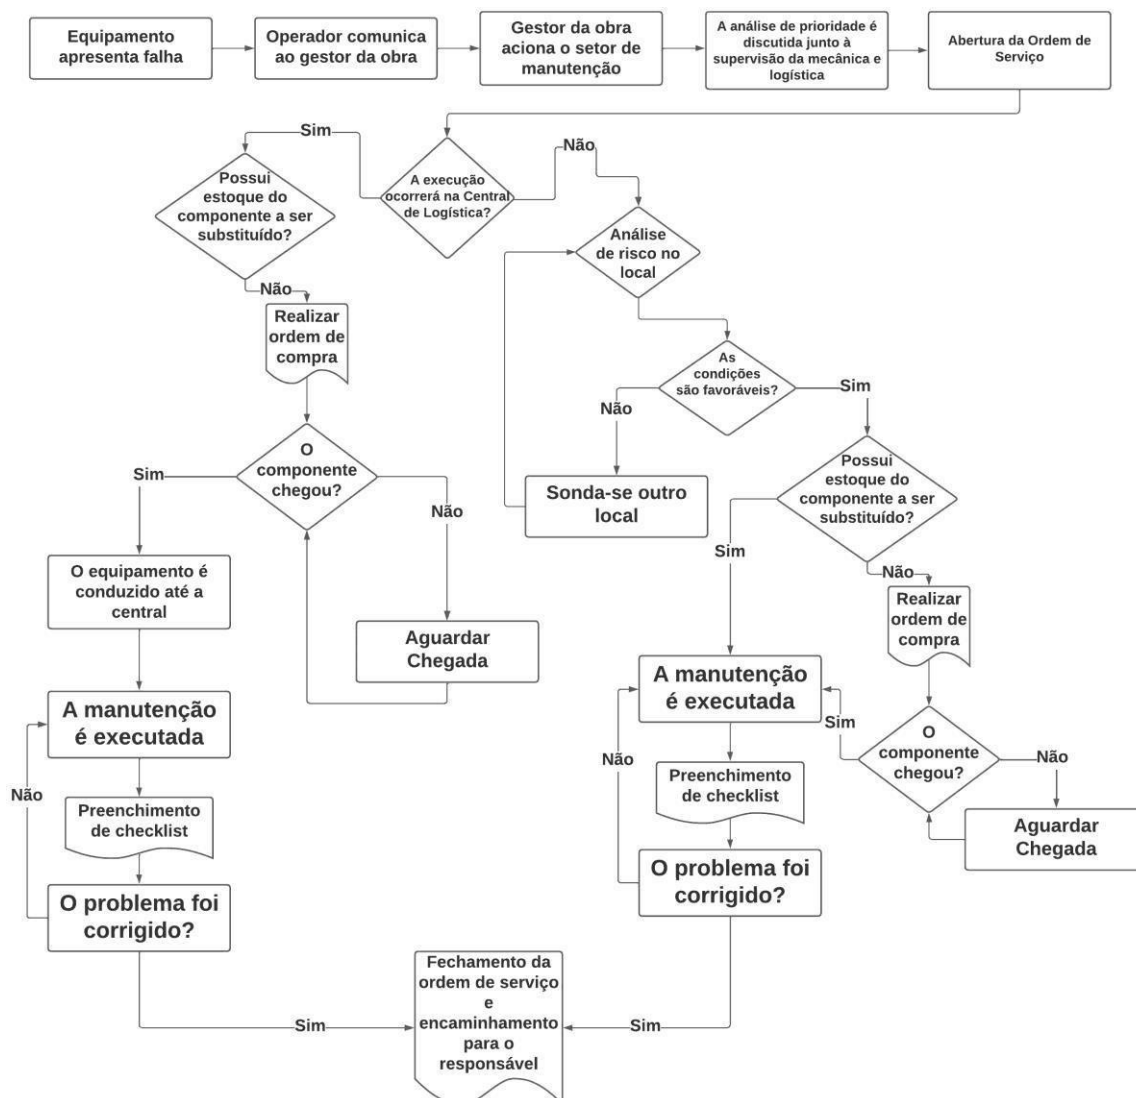 Equipamento
apresenta falha
Operador comunica
ao gestor da obra
Gestor da obra
aciona o setor de
manutenção
A análise de prioridade é
discutida junto à
supervisão da mecânica e
logística
Abertura da Ordem de
Serviço
Sim
Não
A execução
ocorrerá na Central
de Logística?
Possui
estoque do
componente a ser
substituído?
Análise
de risco no
local
Não
Realizar
ordem de
compra
As
condições
são favoráveis?
Sim
Não
O
componente
chegou?
Sim
Não
Sonda-se outro
local
Possui
estoque do
componente a ser
substituído?
Sim
Não
O equipamento é
conduzido até a
central
Realizar
ordem de
compra
Aguardar
Chegada
A manutenção
é executada
A manutenção
é executada
Sim
O
componente
chegou?
Não
Não
Não
Preenchimento
de checklist
Preenchimento
de checklist
Aguardar
Chegada
O problema foi
corrigido?
O problema foi
corrigido?
Fechamento da
ordem de serviço
e
encaminhamento
para o
responsável
Sim
Sim